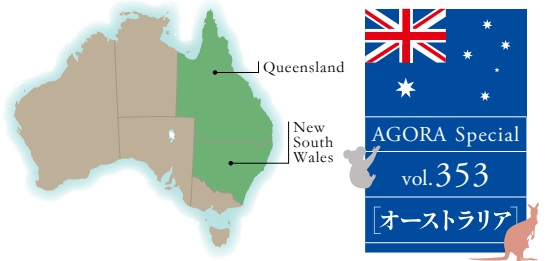 Queensland
New
South
Wales
AGORA Special
vol.353
[オーストラリア]